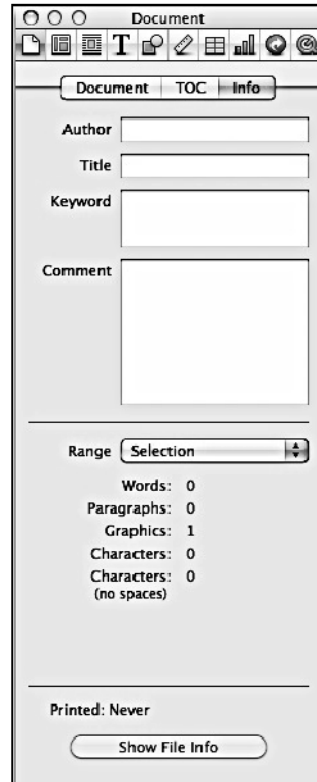 Document
T
Document TOC Info
Author
Title
Keyword
Comment
Range Selection
Words: 0
Paragraphs: 0
Graphics: 1
Characters: 0
Characters: 0
(no spaces)
Printed: Never
Show File Info